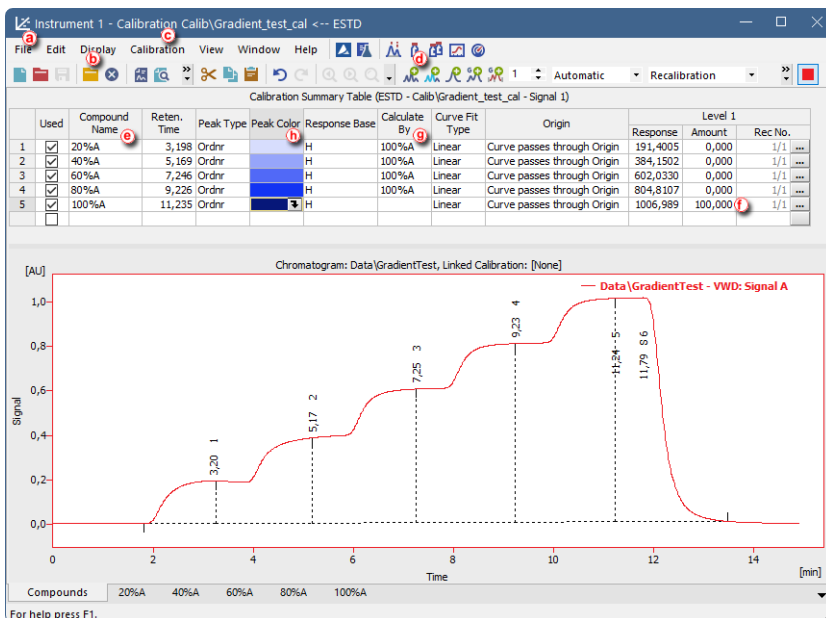 Instrument 1 - Calibration Calib\Gradient_test_cal <-- ESTD
a c
File Edit Display Calibration View Window Help
b d
1 Automatic Recalibration
Calibration Summary Table (ESTD - Calib\Gradient_test_cal - Signal 1)
Used Compound Name e Reten. Time Peak Type Peak Color h Response Base Calculate By g Curve Fit Type Origin Level 1
Response Amount Rec No.
1 20%A 3,198 Ordnr H 100%A Linear Curve passes through Origin 191,4005 0,000 1/1 ...
2 40%A 5,169 Ordnr H 100%A Linear Curve passes through Origin 384,1502 0,000 1/1 ...
3 60%A 7,246 Ordnr H 100%A Linear Curve passes through Origin 602,0330 0,000 1/1 ...
4 80%A 9,226 Ordnr H 100%A Linear Curve passes through Origin 804,8107 0,000 1/1 ...
5 100%A 11,235 Ordnr H Linear Curve passes through Origin 1006,989 100,000 f 1/1 ...
Chromatogram: Data\GradientTest, Linked Calibration: [None]
[AU]
Data\GradientTest - VWD: Signal A
1,0
0,8
0,6
0,4
0,2
0,0
Signal
3,20 1
5,17 2
7,25 3
9,23 4
11,24 5
11,79 8 6
0 2 4 6 8 10 12 14
Time
[min]
Compounds 20%A 40%A 60%A 80%A 100%A
For help press F1.